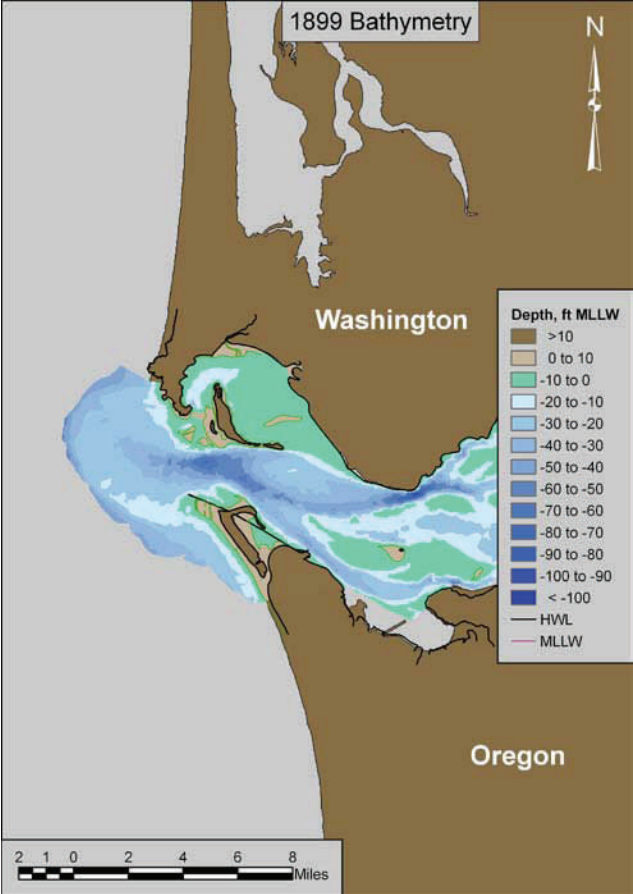 1899 Bathymetry
N
Washington
Depth, ft MLLW
>10
0 to 10
-10 to 0
-20 to -10
-30 to -20
-40 to -30
-50 to -40
-60 to -50
-70 to -60
-80 to -70
-90 to -80
-100 to -90
< -100
HWL
MLLW
Oregon
2 1 0 2 4 6 8
Miles